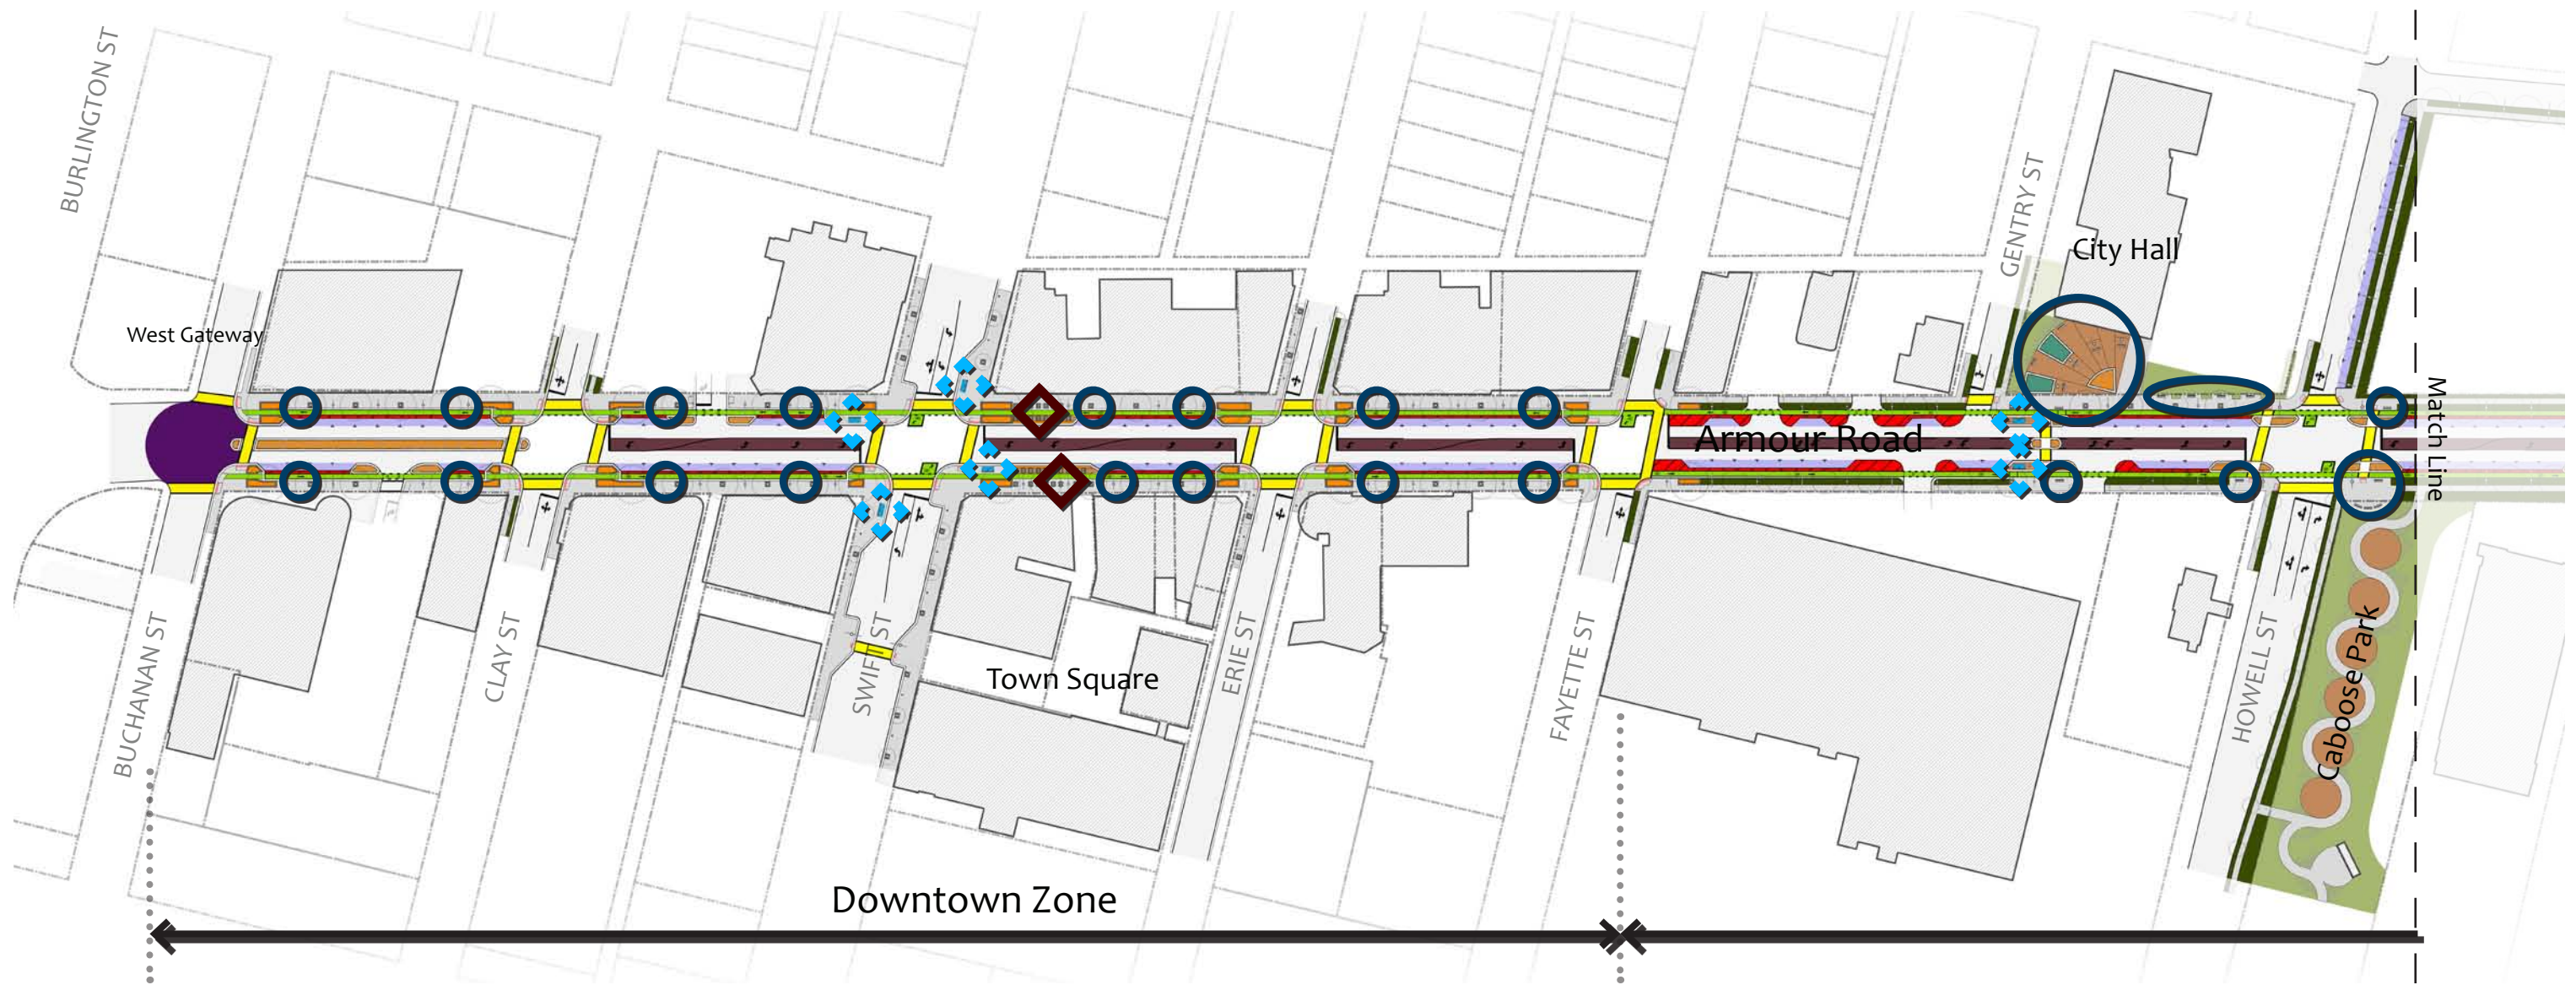 BURLINGTON ST
GENTRY ST
City Hall
West Gateway
Match Line
Armour Road
BUCHANAN ST
CLAY ST
SWIFT ST
Town Square
ERIE ST
FAYETTE ST
HOWELL ST
Caboose Park
Downtown Zone